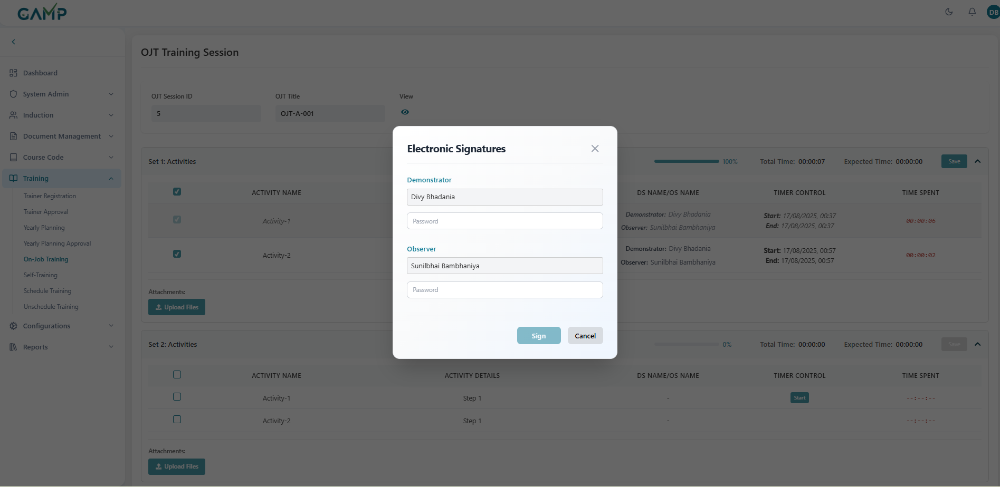 GAMP
DB
OJT Training Session
Dashboard
System Admin
Induction
Document Management
Course Code
Training
Trainer Registration
Trainer Approval
Yearly Planning
Yearly Planning Approval
On-Job Training
Self-Training
Schedule Training
Unschedule Training
Configurations
Reports
OJT Session ID
OJT Title
View
5
OJT-A-001
Set 1: Activities
100%
Total Time: 00:00:07
Expected Time: 00:00:00
Save
ACTIVITY NAME
DS NAME/OS NAME
TIMER CONTROL
TIME SPENT
Activity-1
Demonstrator: Divy Bhadania
Observer: Sunilbhai Bambhaniya
Start: 17/08/2025, 00:37
End: 17/08/2025, 00:37
00:00:06
Activity-2
Demonstrator: Divy Bhadania
Observer: Sunilbhai Bambhaniya
Start: 17/08/2025, 00:57
End: 17/08/2025, 00:57
00:00:02
Attachments:
Upload Files
Electronic Signatures
Demonstrator
Divy Bhadania
Password
Observer
Sunilbhai Bambhaniya
Password
Sign
Cancel
Set 2: Activities
0%
Total Time: 00:00:00
Expected Time: 00:00:00
Save
ACTIVITY NAME
ACTIVITY DETAILS
DS NAME/OS NAME
TIMER CONTROL
TIME SPENT
Activity-1
Step 1
-
Start
--:--:--
Activity-2
Step 1
-
--:--:--
Attachments:
Upload Files